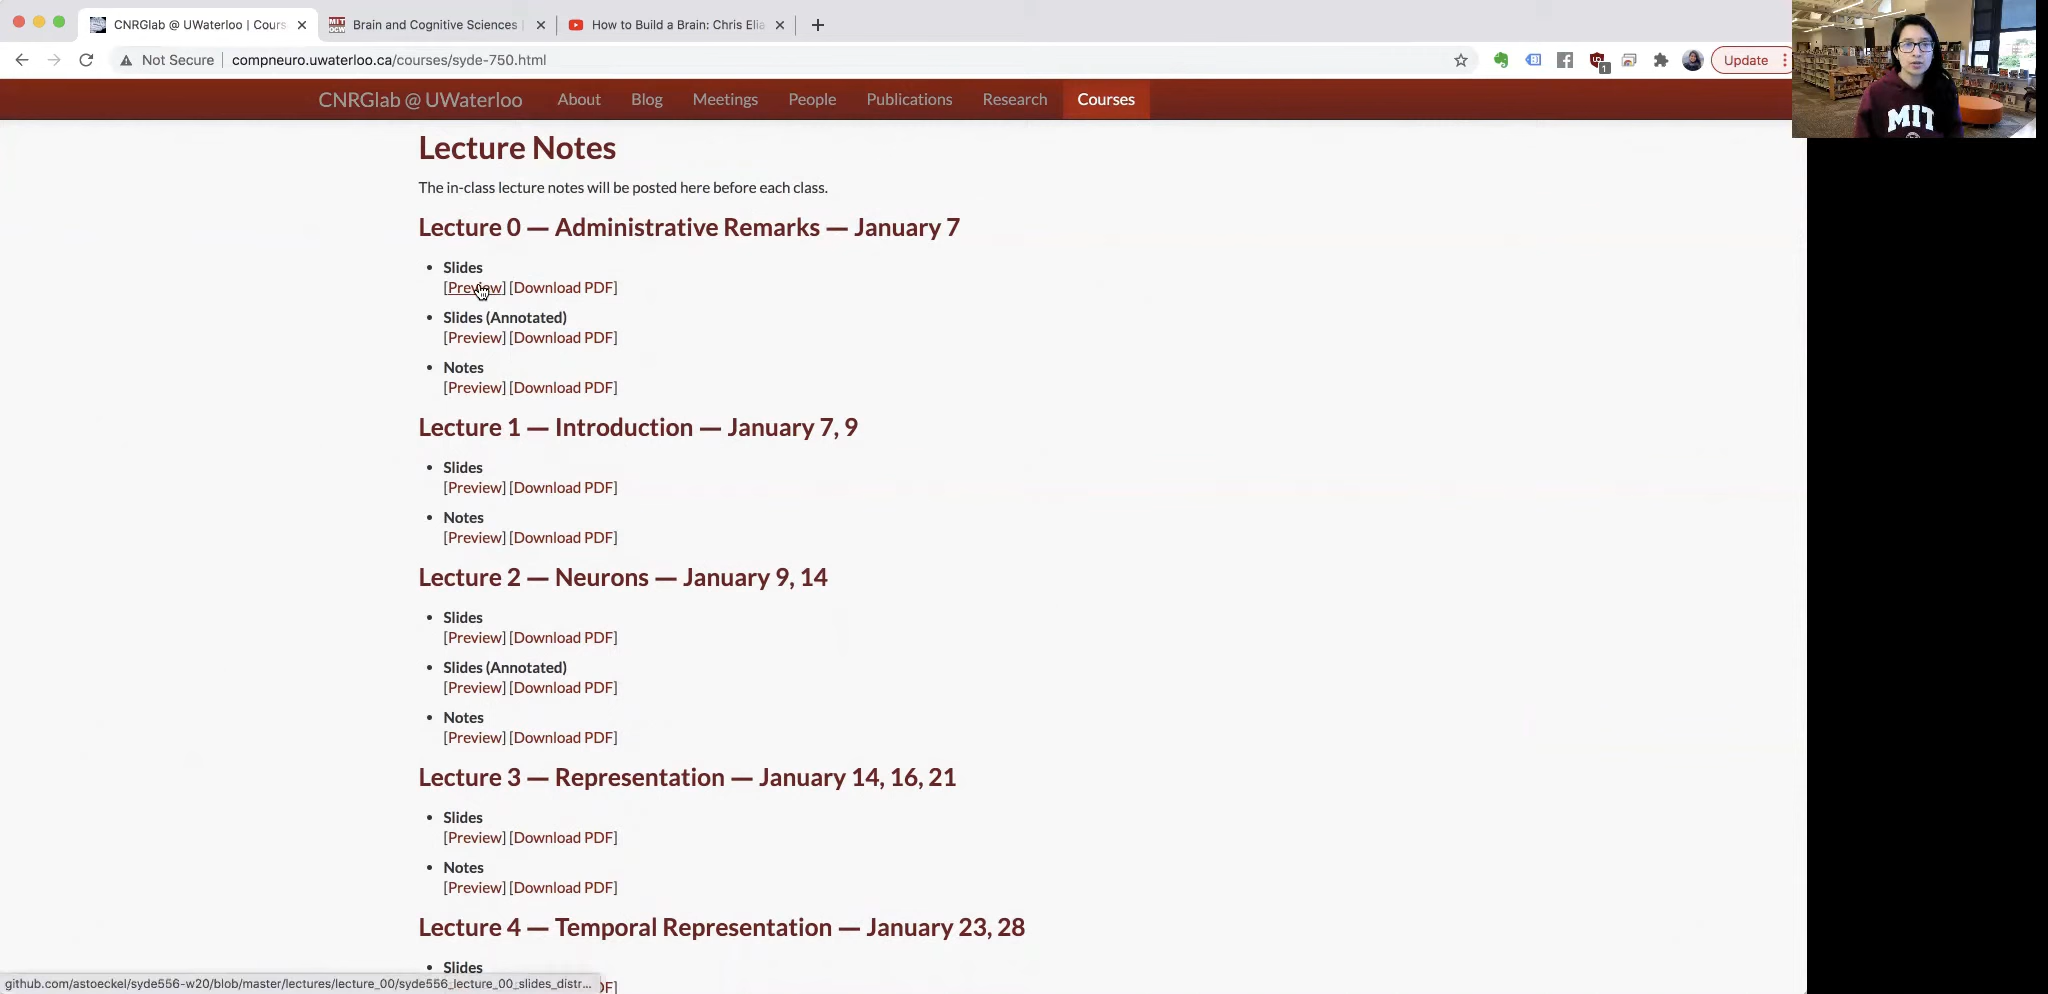 CNRGlab @ UWaterloo | Cours
Brain and Cognitive Sciences
How to Build a Brain: Chris Elia
Not Secure
compneuro.uwaterloo.ca/courses/syde-750.html
1
Update
CNRGlab @ UWaterloo
About
Blog
Meetings
People
Publications
Research
Courses
MIT
Lecture Notes
The in-class lecture notes will be posted here before each class.
Lecture 0 — Administrative Remarks — January 7
• Slides
[Preview] [Download PDF]
• Slides (Annotated)
[Preview] [Download PDF]
• Notes
[Preview] [Download PDF]
Lecture 1 — Introduction — January 7, 9
• Slides
[Preview] [Download PDF]
• Notes
[Preview] [Download PDF]
Lecture 2 — Neurons — January 9, 14
• Slides
[Preview] [Download PDF]
• Slides (Annotated)
[Preview] [Download PDF]
• Notes
[Preview] [Download PDF]
Lecture 3 — Representation — January 14, 16, 21
• Slides
[Preview] [Download PDF]
• Notes
[Preview] [Download PDF]
Lecture 4 — Temporal Representation — January 23, 28
• Slides
github.com/astoeckel/syde556-w20/blob/master/lectures/lecture_00/syde556_lecture_00_slides_distr...